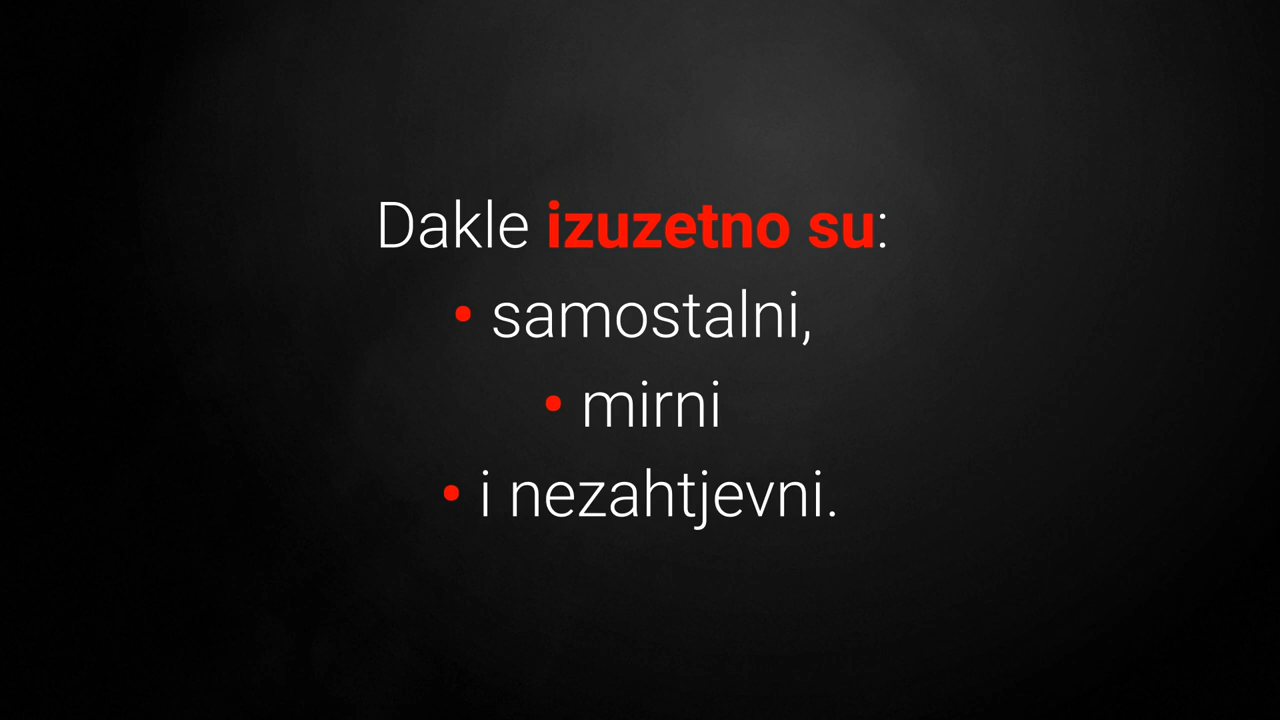 Dakle izuzetno su:
• samostalni,
• mirni
• i nezahtjevni.